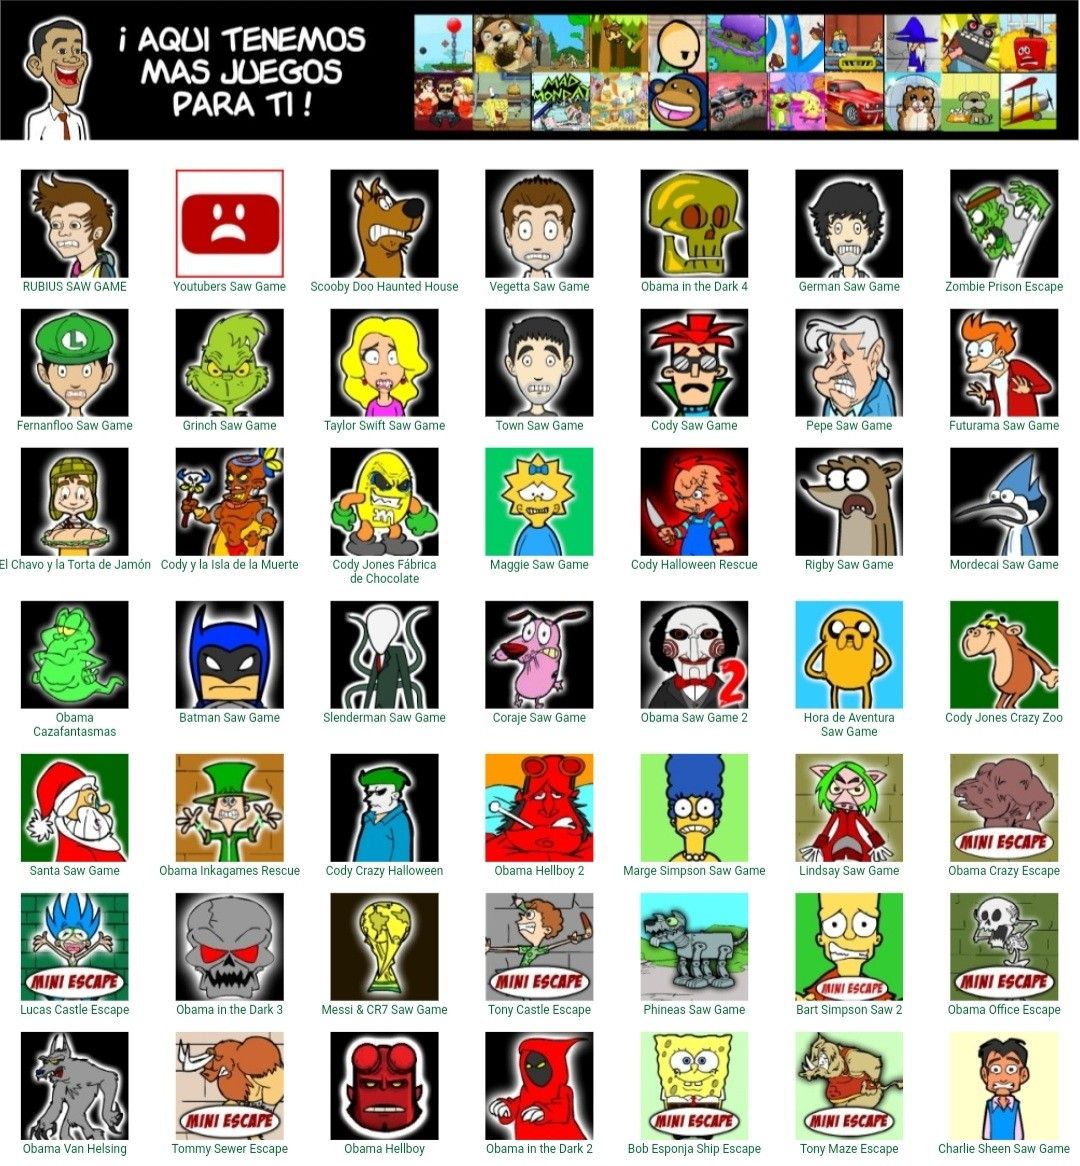 ¡ AQUI TENEMOS
MAS JUEGOS
PARA TI !
MAD
MONDAY
RUBIUS SAW GAME
Youtubers Saw Game
Scooby Doo Haunted House
Vegetta Saw Game
Obama in the Dark 4
German Saw Game
Zombie Prison Escape
L
Fernanfloo Saw Game
Grinch Saw Game
Taylor Swift Saw Game
Town Saw Game
Cody Saw Game
Pepe Saw Game
Futurama Saw Game
El Chavo y la Torta de Jamón
Cody y la Isla de la Muerte
m
Cody Jones Fábrica
de Chocolate
Maggie Saw Game
Cody Halloween Rescue
Rigby Saw Game
Mordecai Saw Game
Obama
Cazafantasmas
Batman Saw Game
Slenderman Saw Game
Coraje Saw Game
2
Obama Saw Game 2
Hora de Aventura
Saw Game
Cody Jones Crazy Zoo
Santa Saw Game
Obama Inkagames Rescue
Cody Crazy Halloween
Obama Hellboy 2
Marge Simpson Saw Game
Lindsay Saw Game
MINI ESCAPE
Obama Crazy Escape
MINI ESCAPE
Lucas Castle Escape
Obama in the Dark 3
Messi & CR7 Saw Game
MINI ESCAPE
Tony Castle Escape
Phineas Saw Game
MINI ESCAPE
Bart Simpson Saw 2
MINI ESCAPE
Obama Office Escape
Obama Van Helsing
MINI ESCAPE
Tommy Sewer Escape
Obama Hellboy
Obama in the Dark 2
MINI ESCAPE
Bob Esponja Ship Escape
MINI ESCAPE
Tony Maze Escape
Charlie Sheen Saw Game